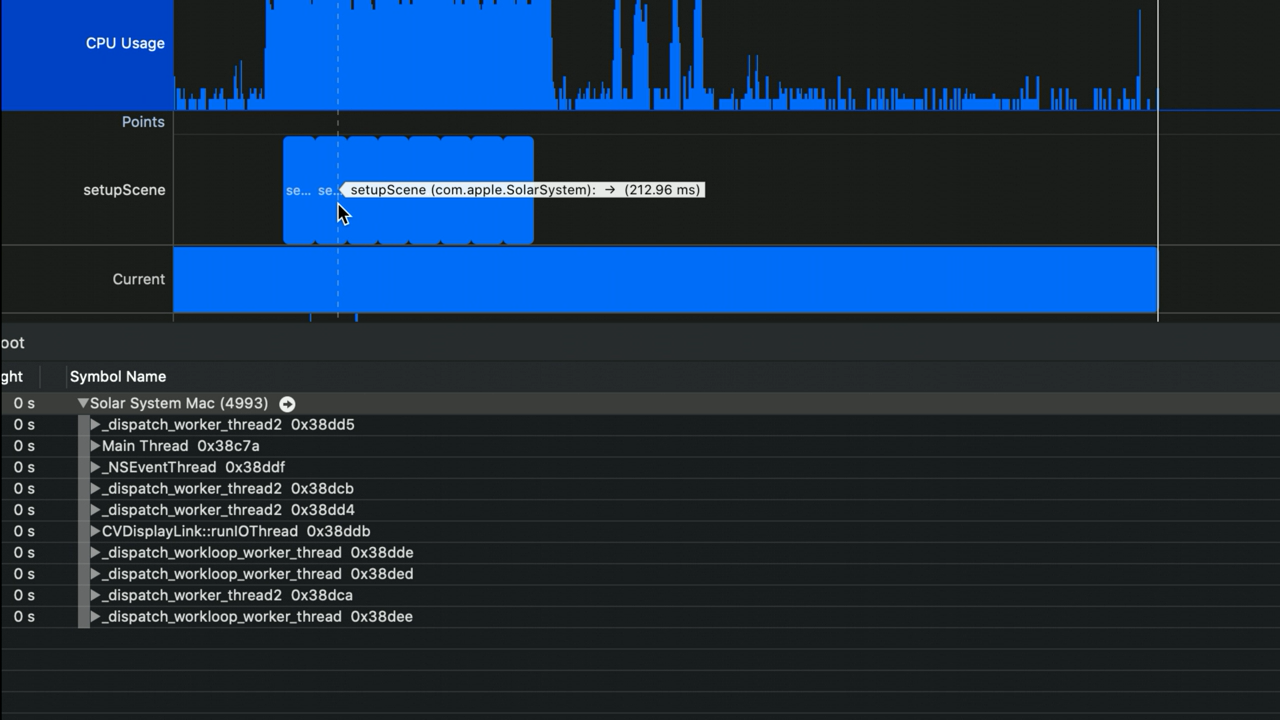 CPU Usage
Points
setupScene
se... se.. setupScene (com.apple.SolarSystem): → (212.96 ms)
Current
oot
ght Symbol Name
0 s Solar System Mac (4993)
0 s _dispatch_worker_thread2 0x38dd5
0 s Main Thread 0x38c7a
0 s _NSEventThread 0x38ddf
0 s _dispatch_worker_thread2 0x38dcb
0 s _dispatch_worker_thread2 0x38dd4
0 s CVDisplayLink::runIOThread 0x38ddb
0 s _dispatch_workloop_worker_thread 0x38dde
0 s _dispatch_workloop_worker_thread 0x38ded
0 s _dispatch_worker_thread2 0x38dca
0 s _dispatch_workloop_worker_thread 0x38dee